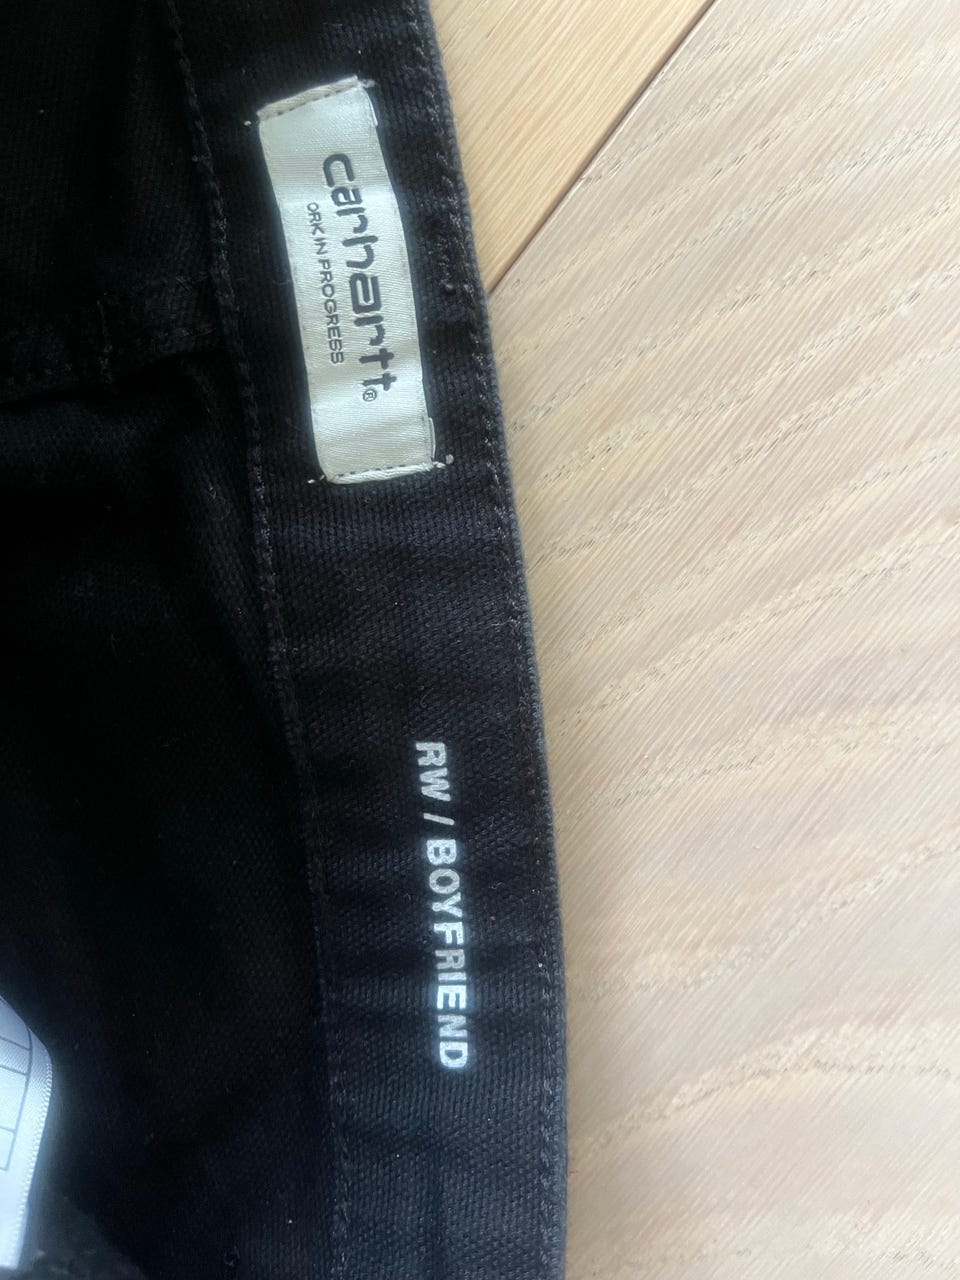 carhartt®
ORK IN PROGRESS
RW / BOYFRIEND